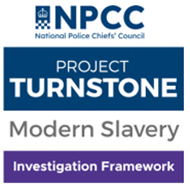 NPCC
National Police Chiefs' Council
PROJECT
TURNSTONE
Modern Slavery
Investigation Framework